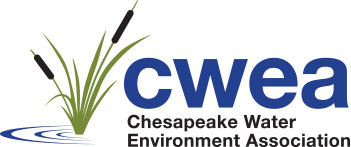 cwea
Chesapeake Water
Environment Association